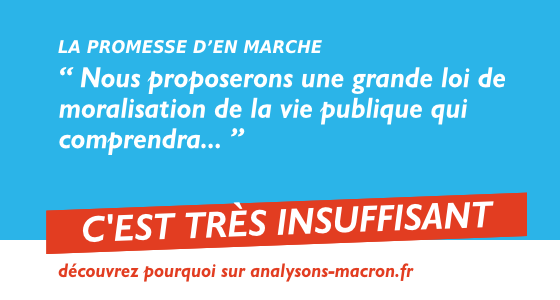 LA PROMESSE D’EN MARCHE
“ Nous proposerons une grande loi de
moralisation de la vie publique qui
comprendra... ”
C'EST TRÈS INSUFFISANT
découvrez pourquoi sur analysons-macron.fr